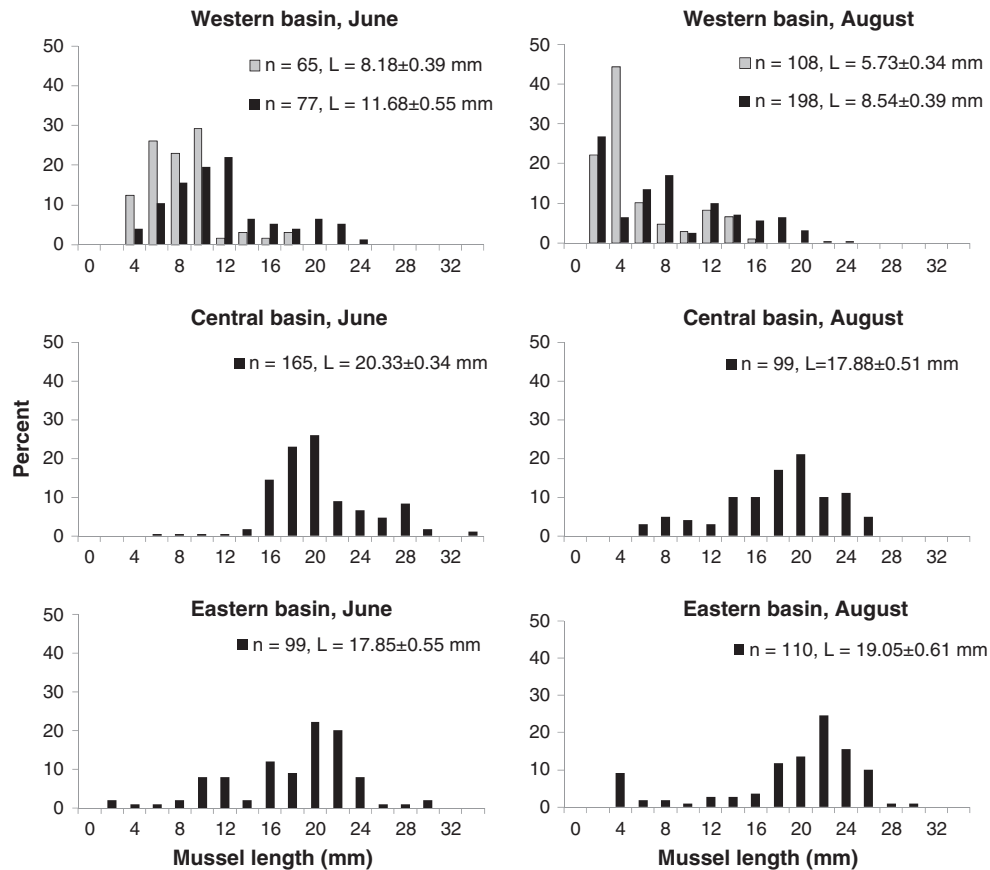 Western basin, June
50
40
30
20
10
0
0 4 8 12 16 20 24 28 32
n = 65, L = 8.18±0.39 mm
n = 77, L = 11.68±0.55 mm
Western basin, August
50
40
30
20
10
0
0 4 8 12 16 20 24 28 32
n = 108, L = 5.73±0.34 mm
n = 198, L = 8.54±0.39 mm
Central basin, June
50
40
30
20
10
0
0 4 8 12 16 20 24 28 32
n = 165, L = 20.33±0.34 mm
Central basin, August
50
40
30
20
10
0
0 4 8 12 16 20 24 28 32
n = 99, L=17.88±0.51 mm
Percent
Eastern basin, June
50
40
30
20
10
0
0 4 8 12 16 20 24 28 32
n = 99, L = 17.85±0.55 mm
Mussel length (mm)
Eastern basin, August
50
40
30
20
10
0
0 4 8 12 16 20 24 28 32
n = 110, L = 19.05±0.61 mm
Mussel length (mm)